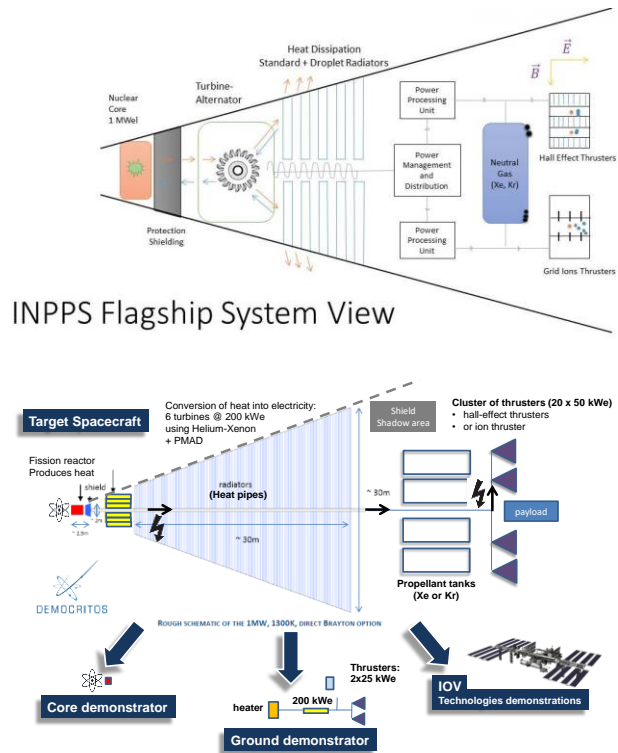 Heat Dissipation
Standard + Droplet Radiators
E
B
Turbine-
Alternator
Nuclear
Core
1 MWel
Power
Processing
Unit
Hall Effect Thrusters
Power
Management
and
Distribution
Neutral
Gas
(Xe, Kr)
Protection
Shielding
Power
Processing
Unit
Grid Ions Thrusters
INPPS Flagship System View
Target Spacecraft
Conversion of heat into electricity:
6 turbines @ 200 kWe
using Helium-Xenon
+ PMAD
Shield
Shadow area
Cluster of thrusters (20 x 50 kWe)
• hall-effect thrusters
• or ion thruster
Fission reactor
Produces heat
shield
radiators
(Heat pipes)
~ 30m
~ 30m
payload
Propellant tanks
(Xe or Kr)
DEMOCRITOS
ROUGH SCHEMATIC OF THE 1MW, 1300K, DIRECT BRAYTON OPTION
Core demonstrator
Thrusters:
2x25 kWe
200 kWe
heater
Ground demonstrator
IOV
Technologies demonstrations